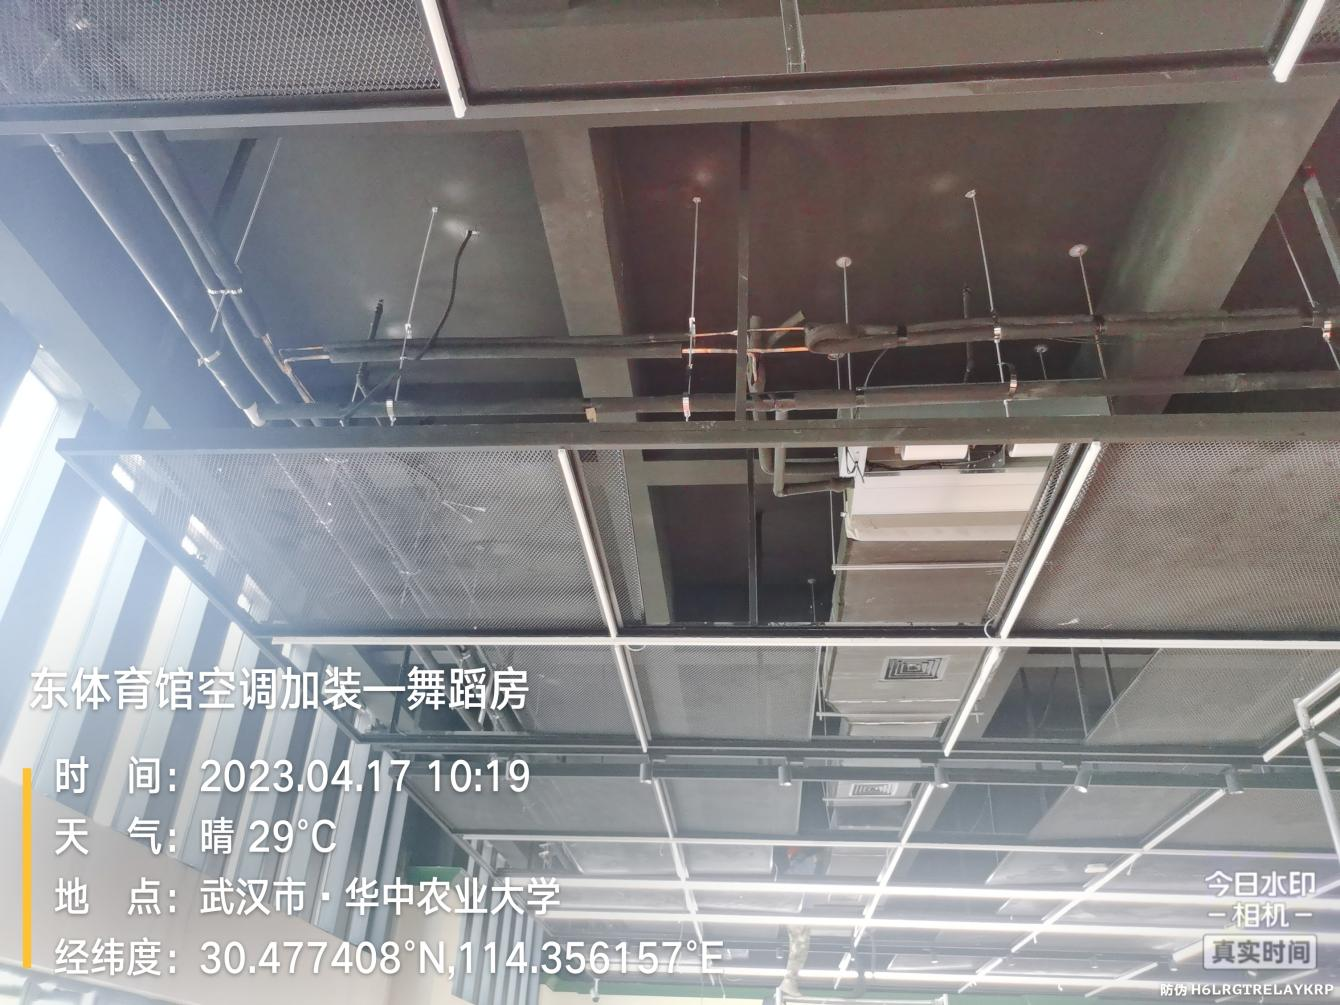 东体育馆空调加装—舞蹈房
时 间：2023.04.17 10:19
天 气：晴 29°C
地 点：武汉市·华中农业大学
经纬度：30.477408°N,114.356157°E
今日水印
相机
真实时间
防伪 H6LRGTRELAYKRP